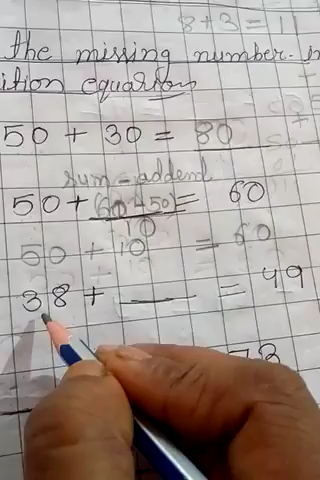 8 + 3 = 11
the missing number in
ition equation
50 + 30 = 80
sum - addend
50 + (60 - 50) = 60
10
50 + 10 = 60
38 + ___ = 49